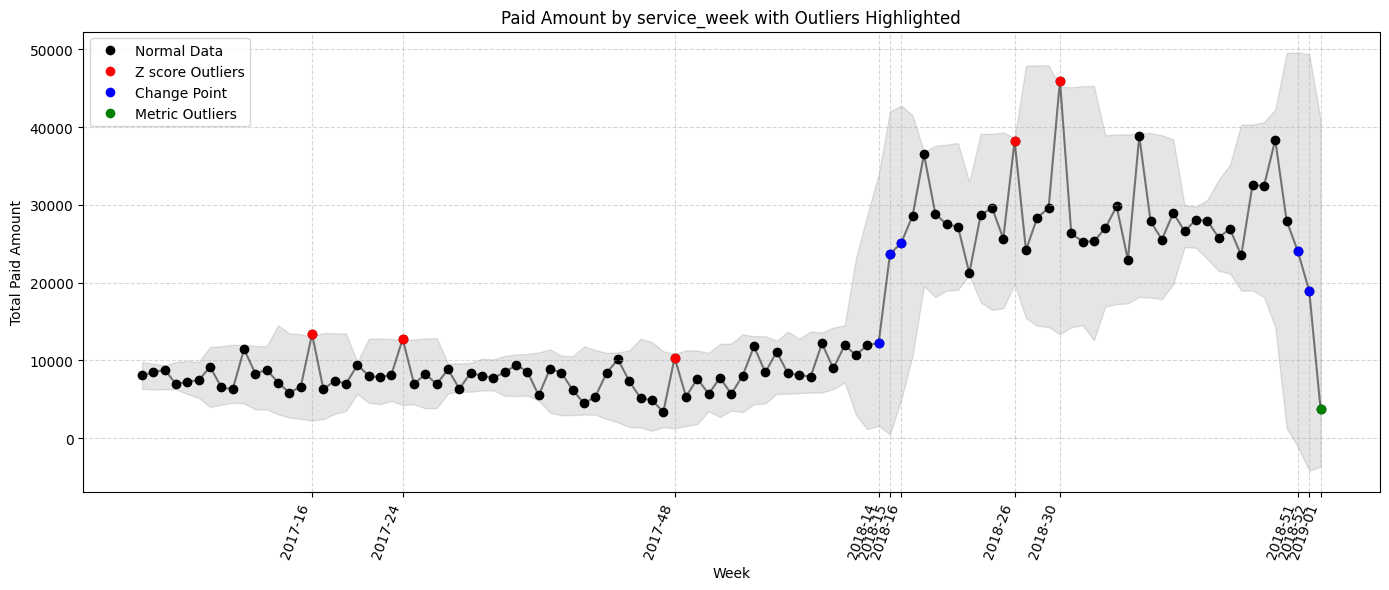 Paid Amount by service_week with Outliers Highlighted
Normal Data
Z score Outliers
Change Point
Metric Outliers
50000
40000
30000
20000
10000
0
Total Paid Amount
2017-16
2017-24
2017-48
2018-14
2018-15
2018-16
2018-26
2018-30
2018-51
2018-52
2019-01
Week